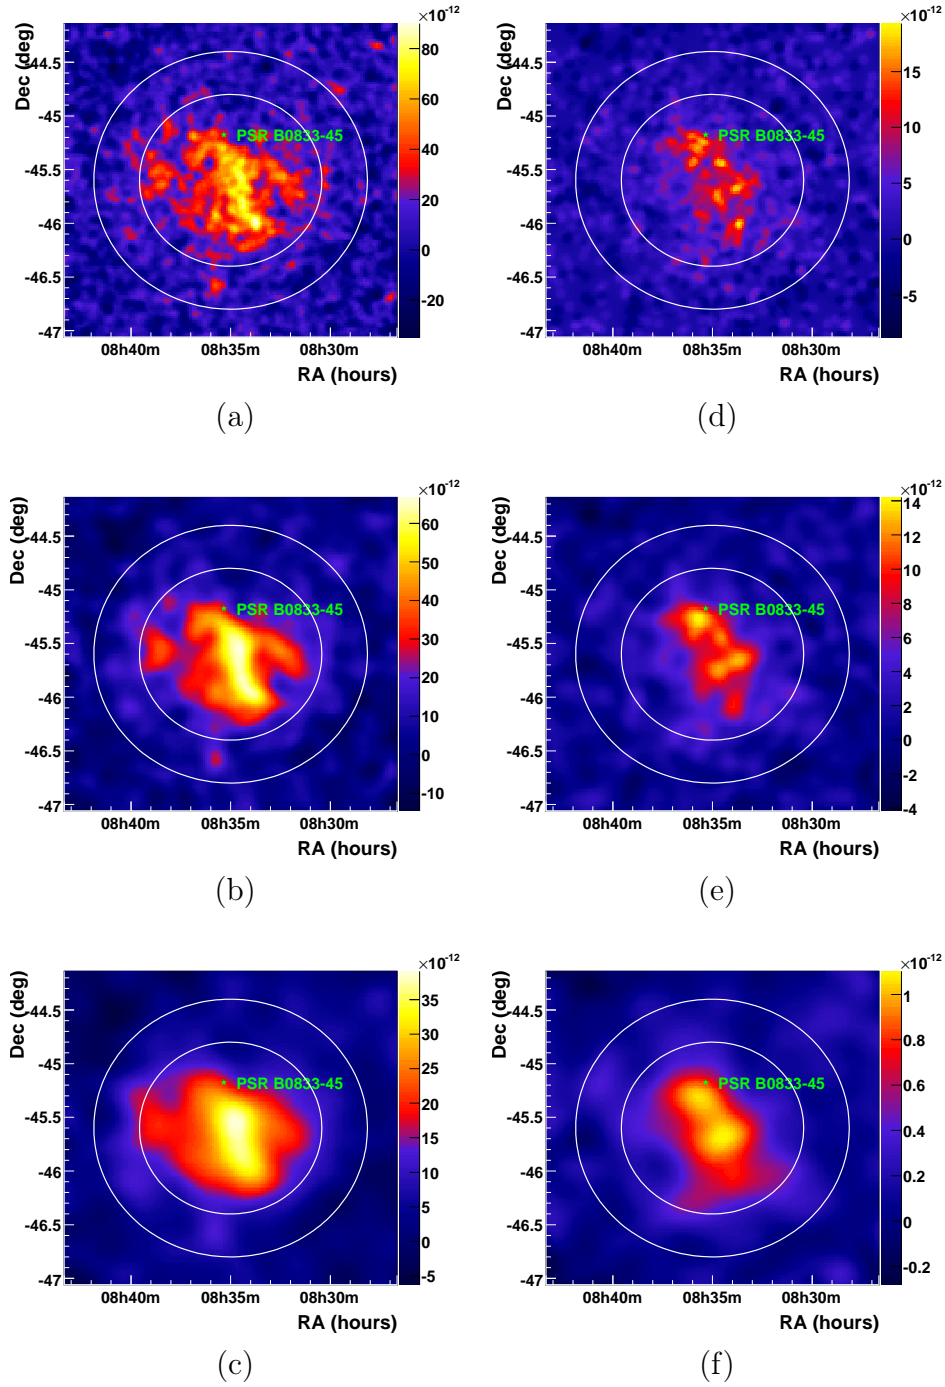 ×10⁻¹² ×10⁻¹²
Dec (deg) Dec (deg)
-44.5 80 -44.5 15
-45 60 -45 10
PSR B0833-45 PSR B0833-45
-45.5 40 -45.5 5
20
-46 0 -46 0
-46.5 -20 -46.5 -5
-47 -47
08h40m 08h35m 08h30m 08h40m 08h35m 08h30m
RA (hours) RA (hours)
(a) (d)
×10⁻¹² ×10⁻¹²
Dec (deg) Dec (deg)
-44.5 60 -44.5 14
50 12
-45 40 -45 10
PSR B0833-45 PSR B0833-45
-45.5 30 -45.5 8
20 6
-46 10 -46 4
2
-46.5 0 -46.5 0
-10 -2
-47 -47 -4
08h40m 08h35m 08h30m 08h40m 08h35m 08h30m
RA (hours) RA (hours)
(b) (e)
×10⁻¹² ×10⁻¹²
Dec (deg) Dec (deg)
-44.5 35 -44.5 1
30 0.8
-45 25 -45
PSR B0833-45 PSR B0833-45
-45.5 20 -45.5 0.6
15 0.4
-46 10 -46 0.2
5
-46.5 0 -46.5 0
-47 -5 -47 -0.2
08h40m 08h35m 08h30m 08h40m 08h35m 08h30m
RA (hours) RA (hours)
(c) (f)